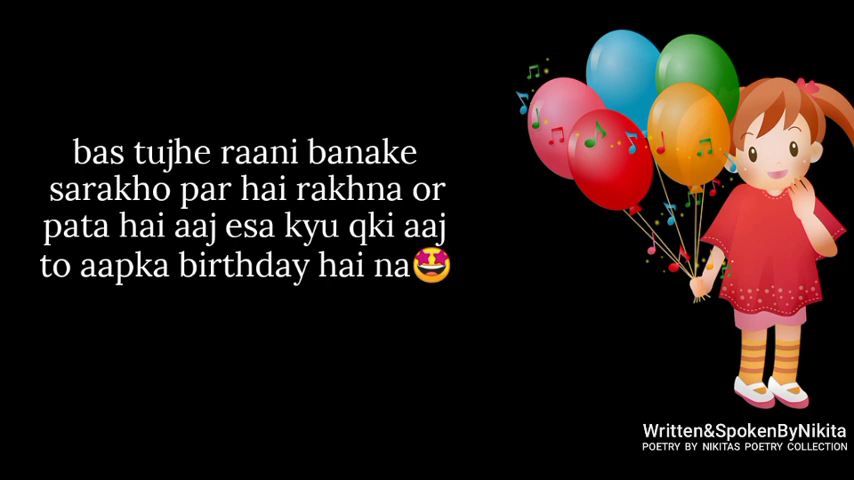 bas tujhe raani banake
sarakho par hai rakhna or
pata hai aaj esa kyu qki aaj
to aapka birthday hai na🤩
Written&SpokenByNikita
POETRY BY NIKITAS POETRY COLLECTION